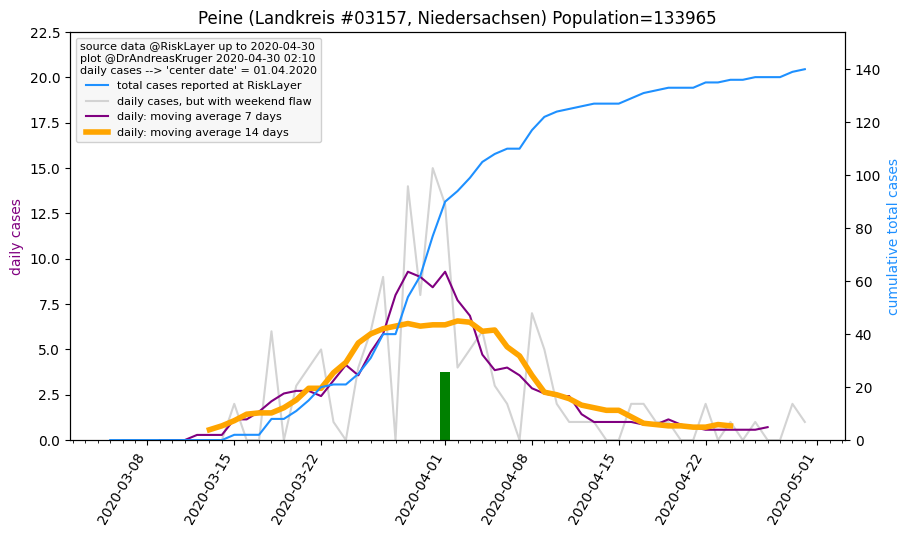 Peine (Landkreis #03157, Niedersachsen) Population=133965
source data @RiskLayer up to 2020-04-30
plot @DrAndreasKruger 2020-04-30 02:10
daily cases --> 'center date' = 01.04.2020
total cases reported at RiskLayer
daily cases, but with weekend flaw
daily: moving average 7 days
daily: moving average 14 days
daily cases
22.5
20.0
17.5
15.0
12.5
10.0
7.5
5.0
2.5
0.0
140
120
100
80
60
40
20
0
cumulative total cases
2020-03-08
2020-03-15
2020-03-22
2020-04-01
2020-04-08
2020-04-15
2020-04-22
2020-05-01